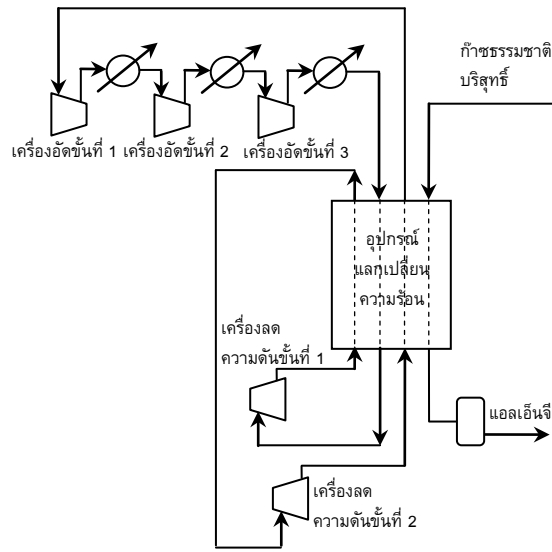 ก๊าซธรรมชาติ
บริสุทธิ์
เครื่องอัดขั้นที่ 1 เครื่องอัดขั้นที่ 2 เครื่องอัดขั้นที่ 3
อุปกรณ์
แลกเปลี่ยน
ความร้อน
เครื่องลด
ความดันขั้นที่ 1
แอลเอ็นจี
เครื่องลด
ความดันขั้นที่ 2